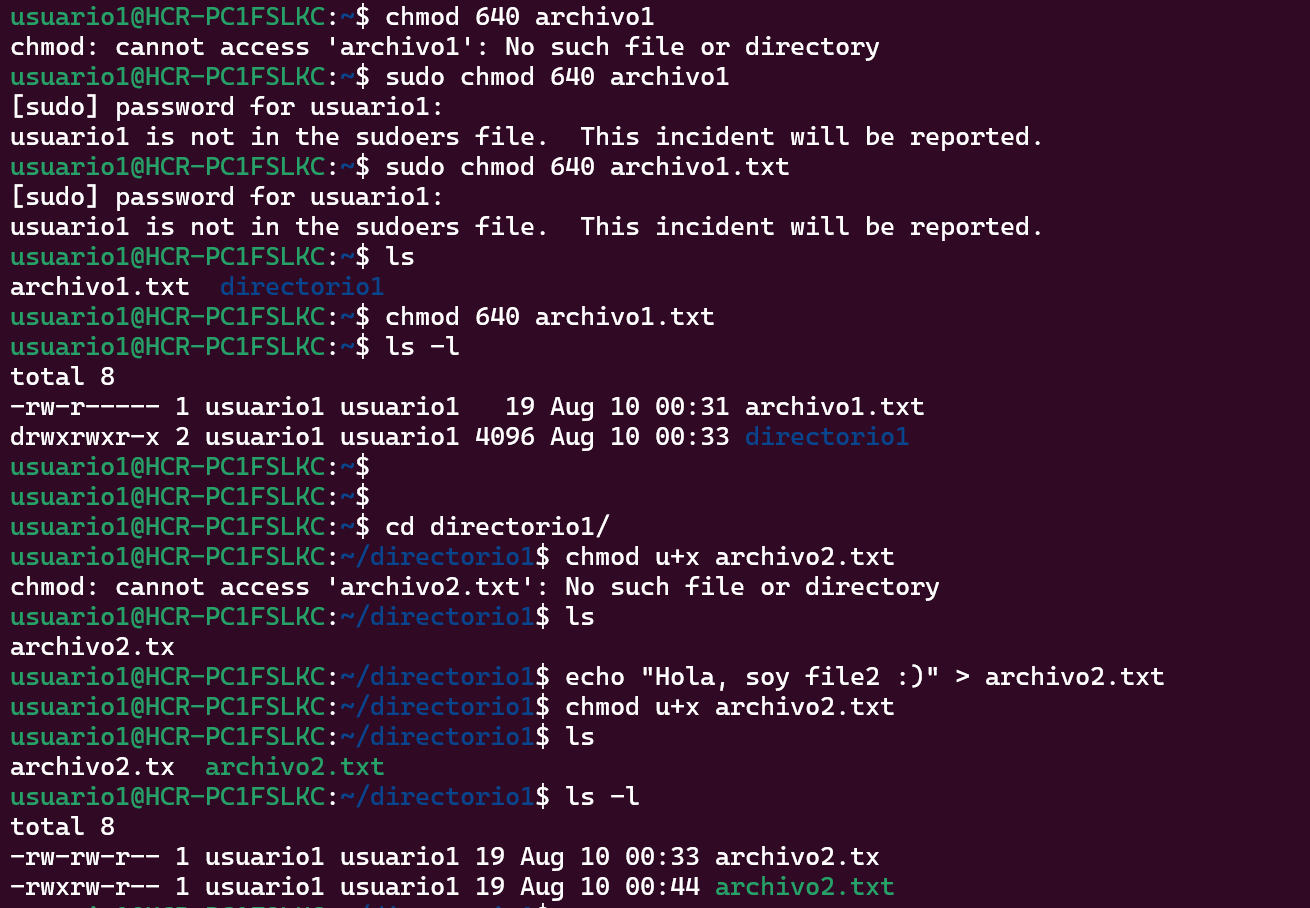 usuario1@HCR-PC1FSLKC:~$ chmod 640 archivo1
chmod: cannot access 'archivo1': No such file or directory
usuario1@HCR-PC1FSLKC:~$ sudo chmod 640 archivo1
[sudo] password for usuario1:
usuario1 is not in the sudoers file.  This incident will be reported.
usuario1@HCR-PC1FSLKC:~$ sudo chmod 640 archivo1.txt
[sudo] password for usuario1:
usuario1 is not in the sudoers file.  This incident will be reported.
usuario1@HCR-PC1FSLKC:~$ ls
archivo1.txt  directorio1
usuario1@HCR-PC1FSLKC:~$ chmod 640 archivo1.txt
usuario1@HCR-PC1FSLKC:~$ ls -l
total 8
-rw-r----- 1 usuario1 usuario1   19 Aug 10 00:31 archivo1.txt
drwxrwxr-x 2 usuario1 usuario1 4096 Aug 10 00:33 directorio1
usuario1@HCR-PC1FSLKC:~$
usuario1@HCR-PC1FSLKC:~$
usuario1@HCR-PC1FSLKC:~$ cd directorio1/
usuario1@HCR-PC1FSLKC:~/directorio1$ chmod u+x archivo2.txt
chmod: cannot access 'archivo2.txt': No such file or directory
usuario1@HCR-PC1FSLKC:~/directorio1$ ls
archivo2.tx
usuario1@HCR-PC1FSLKC:~/directorio1$ echo "Hola, soy file2 :)" > archivo2.txt
usuario1@HCR-PC1FSLKC:~/directorio1$ chmod u+x archivo2.txt
usuario1@HCR-PC1FSLKC:~/directorio1$ ls
archivo2.tx  archivo2.txt
usuario1@HCR-PC1FSLKC:~/directorio1$ ls -l
total 8
-rw-rw-r-- 1 usuario1 usuario1 19 Aug 10 00:33 archivo2.tx
-rwxrw-r-- 1 usuario1 usuario1 19 Aug 10 00:44 archivo2.txt